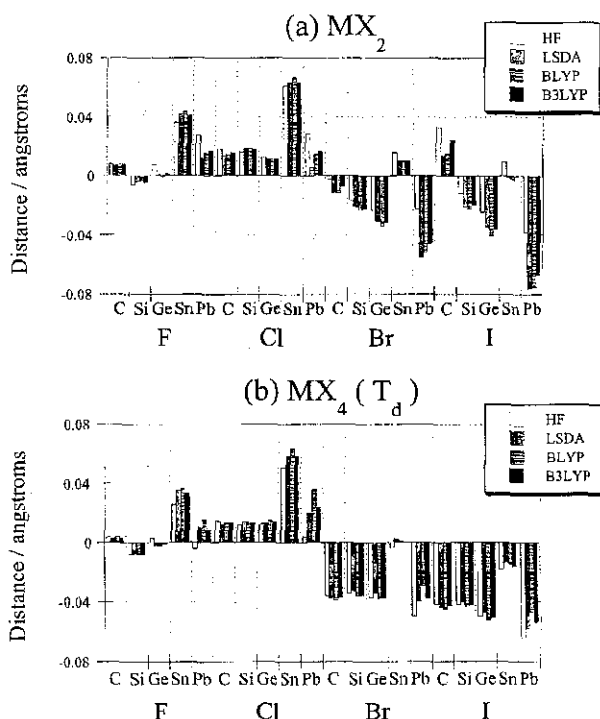 (a) MX2
HF
LSDA
BLYP
B3LYP
Distance / angstroms
0.08
0.04
0
-0.04
-0.08
C Si Ge Sn Pb C Si Ge Sn Pb C Si Ge Sn Pb C Si Ge Sn Pb
F Cl Br I
(b) MX4 ( Td )
HF
LSDA
BLYP
B3LYP
Distance / angstroms
0.08
0.04
0
-0.04
-0.08
C Si Ge Sn Pb C Si Ge Sn Pb C Si Ge Sn Pb C Si Ge Sn Pb
F Cl Br I